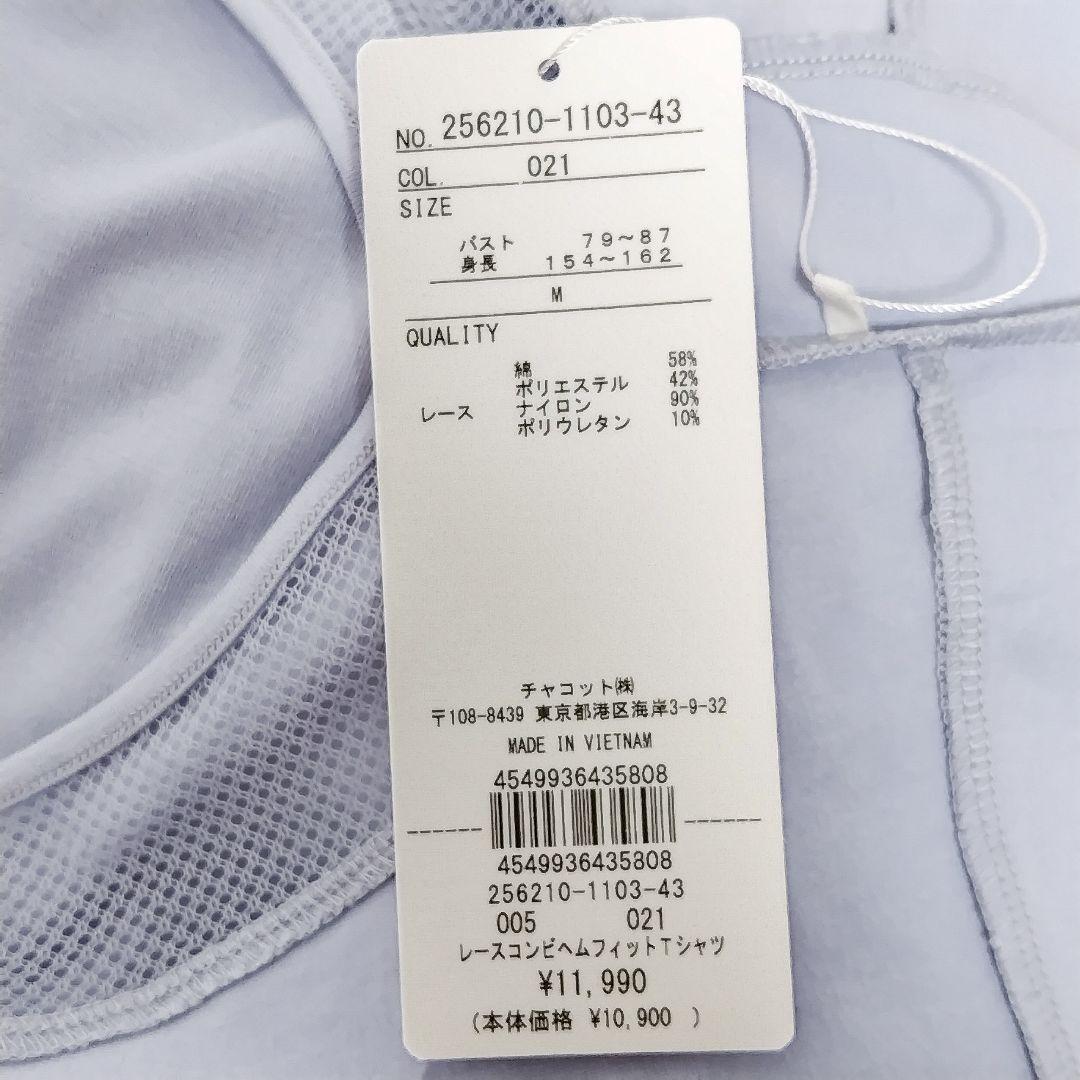 NO. 256210-1103-43
COL. 021
SIZE
バスト 79～87
身長 154～162
M
QUALITY
綿 58%
ポリエステル 42%
レース ナイロン 90%
ポリウレタン 10%
チャコット㈱
〒108-8439 東京都港区海岸3-9-32
MADE IN VIETNAM
4549936435808
4549936435808
256210-1103-43
005 021
レースコンビヘムフィットTシャツ
¥11,990
(本体価格 ¥10,900 )